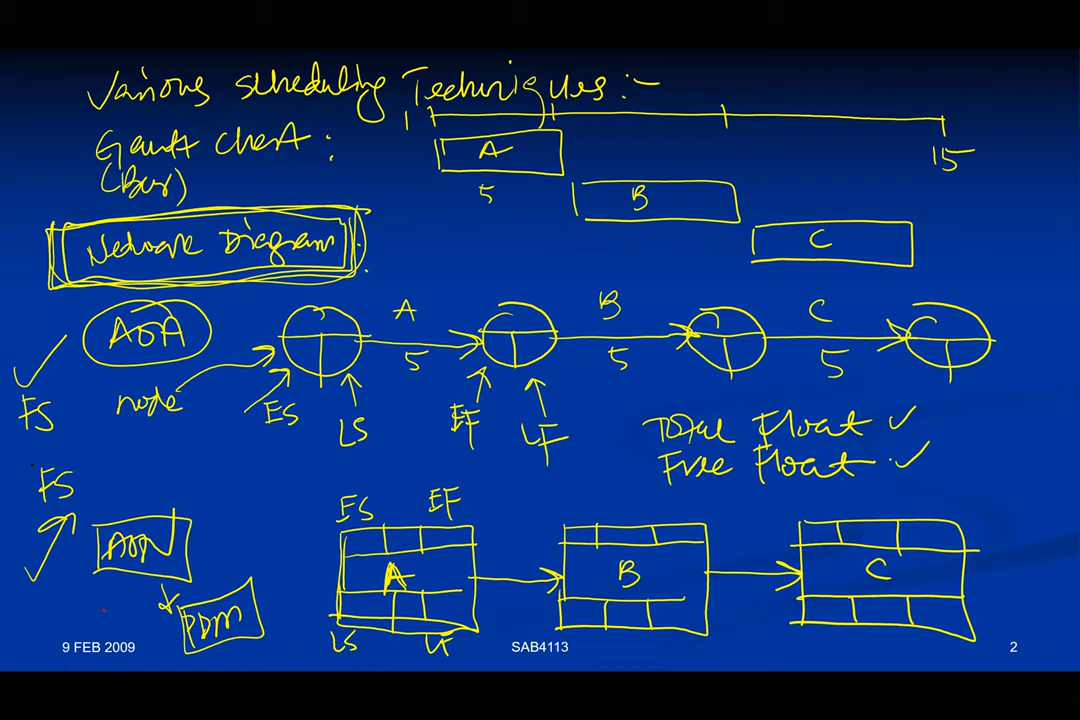 Various scheduling Techniques :-
Gantt Chart :
(Bar)
A
5
15
B
C
Network Diagram
AOA
A
B
C
5
5
5
FS
node
ES
LS
EF
LF
Total Float ✓
Free Float ✓
FS
ES
EF
AON
A
B
C
&
PDM
LS
LF
9 FEB 2009
SAB4113
2